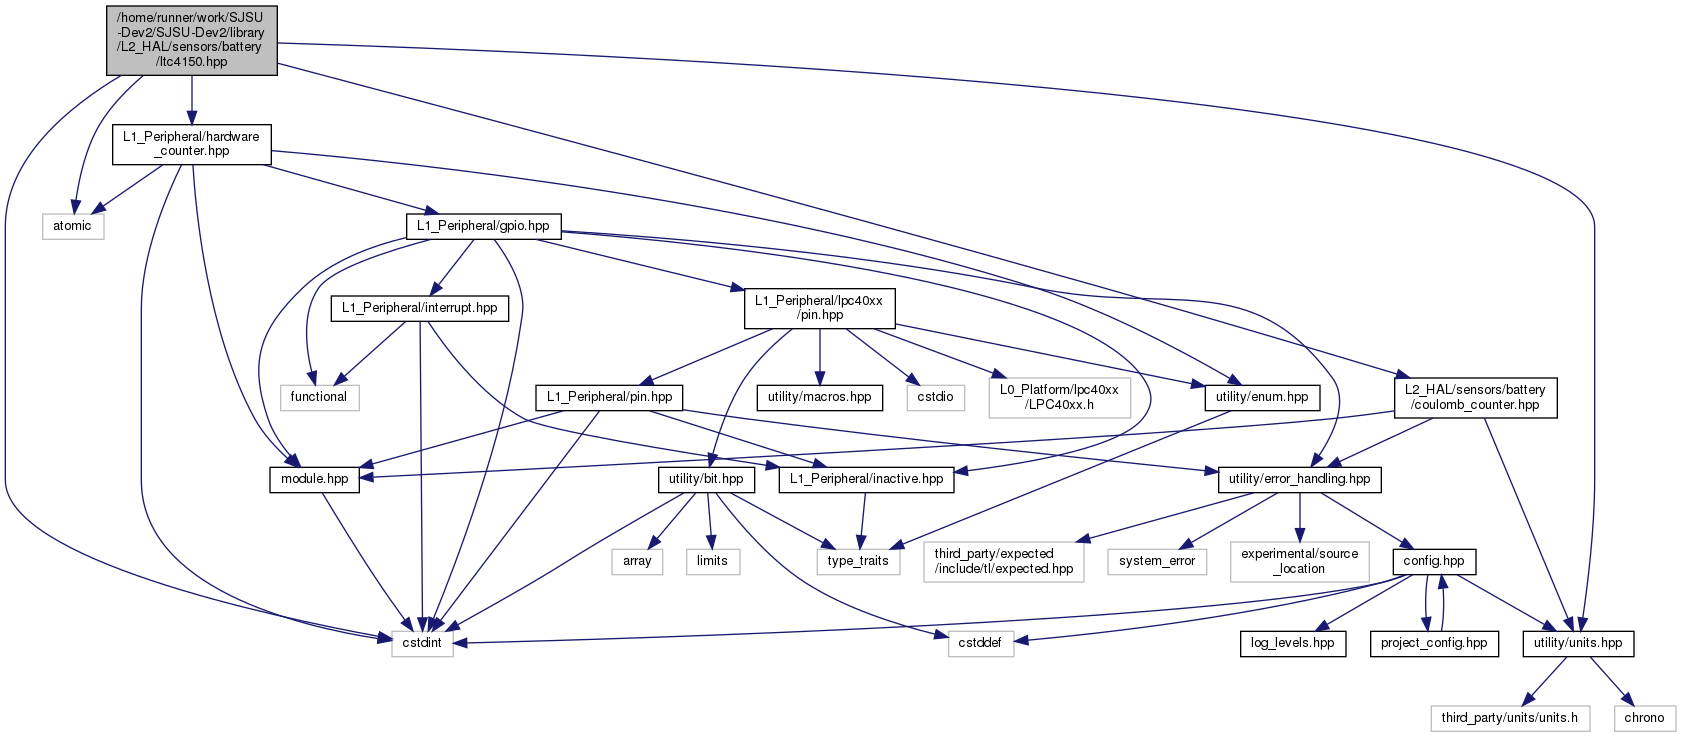 /home/runner/work/SJSU
-Dev2/SJSU-Dev2/library
/L2_HAL/sensors/battery
/ltc4150.hpp
L1_Peripheral/hardware
_counter.hpp
atomic
L1_Peripheral/gpio.hpp
L1_Peripheral/interrupt.hpp
L1_Peripheral/lpc40xx
/pin.hpp
functional
L1_Peripheral/pin.hpp
utility/macros.hpp
cstdio
L0_Platform/lpc40xx
/LPC40xx.h
utility/enum.hpp
L2_HAL/sensors/battery
/coulomb_counter.hpp
module.hpp
utility/bit.hpp
L1_Peripheral/inactive.hpp
utility/error_handling.hpp
array
limits
type_traits
third_party/expected
/include/tl/expected.hpp
system_error
experimental/source
_location
config.hpp
cstdint
cstddef
log_levels.hpp
project_config.hpp
utility/units.hpp
third_party/units/units.h
chrono